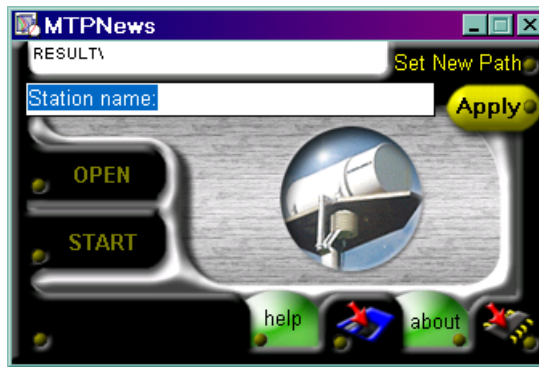 MTPNews
RESULT\
Set New Path
Station name:
Apply
OPEN
START
help
about